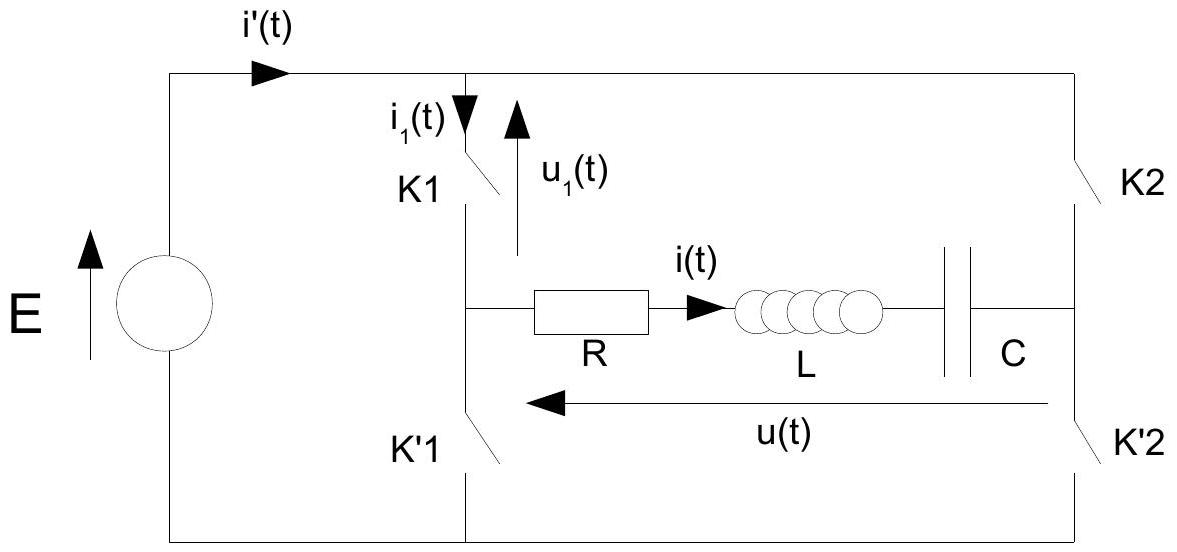 i'(t)
i₁(t)
u₁(t)
K1
K2
i(t)
E
R
L
C
u(t)
K'1
K'2